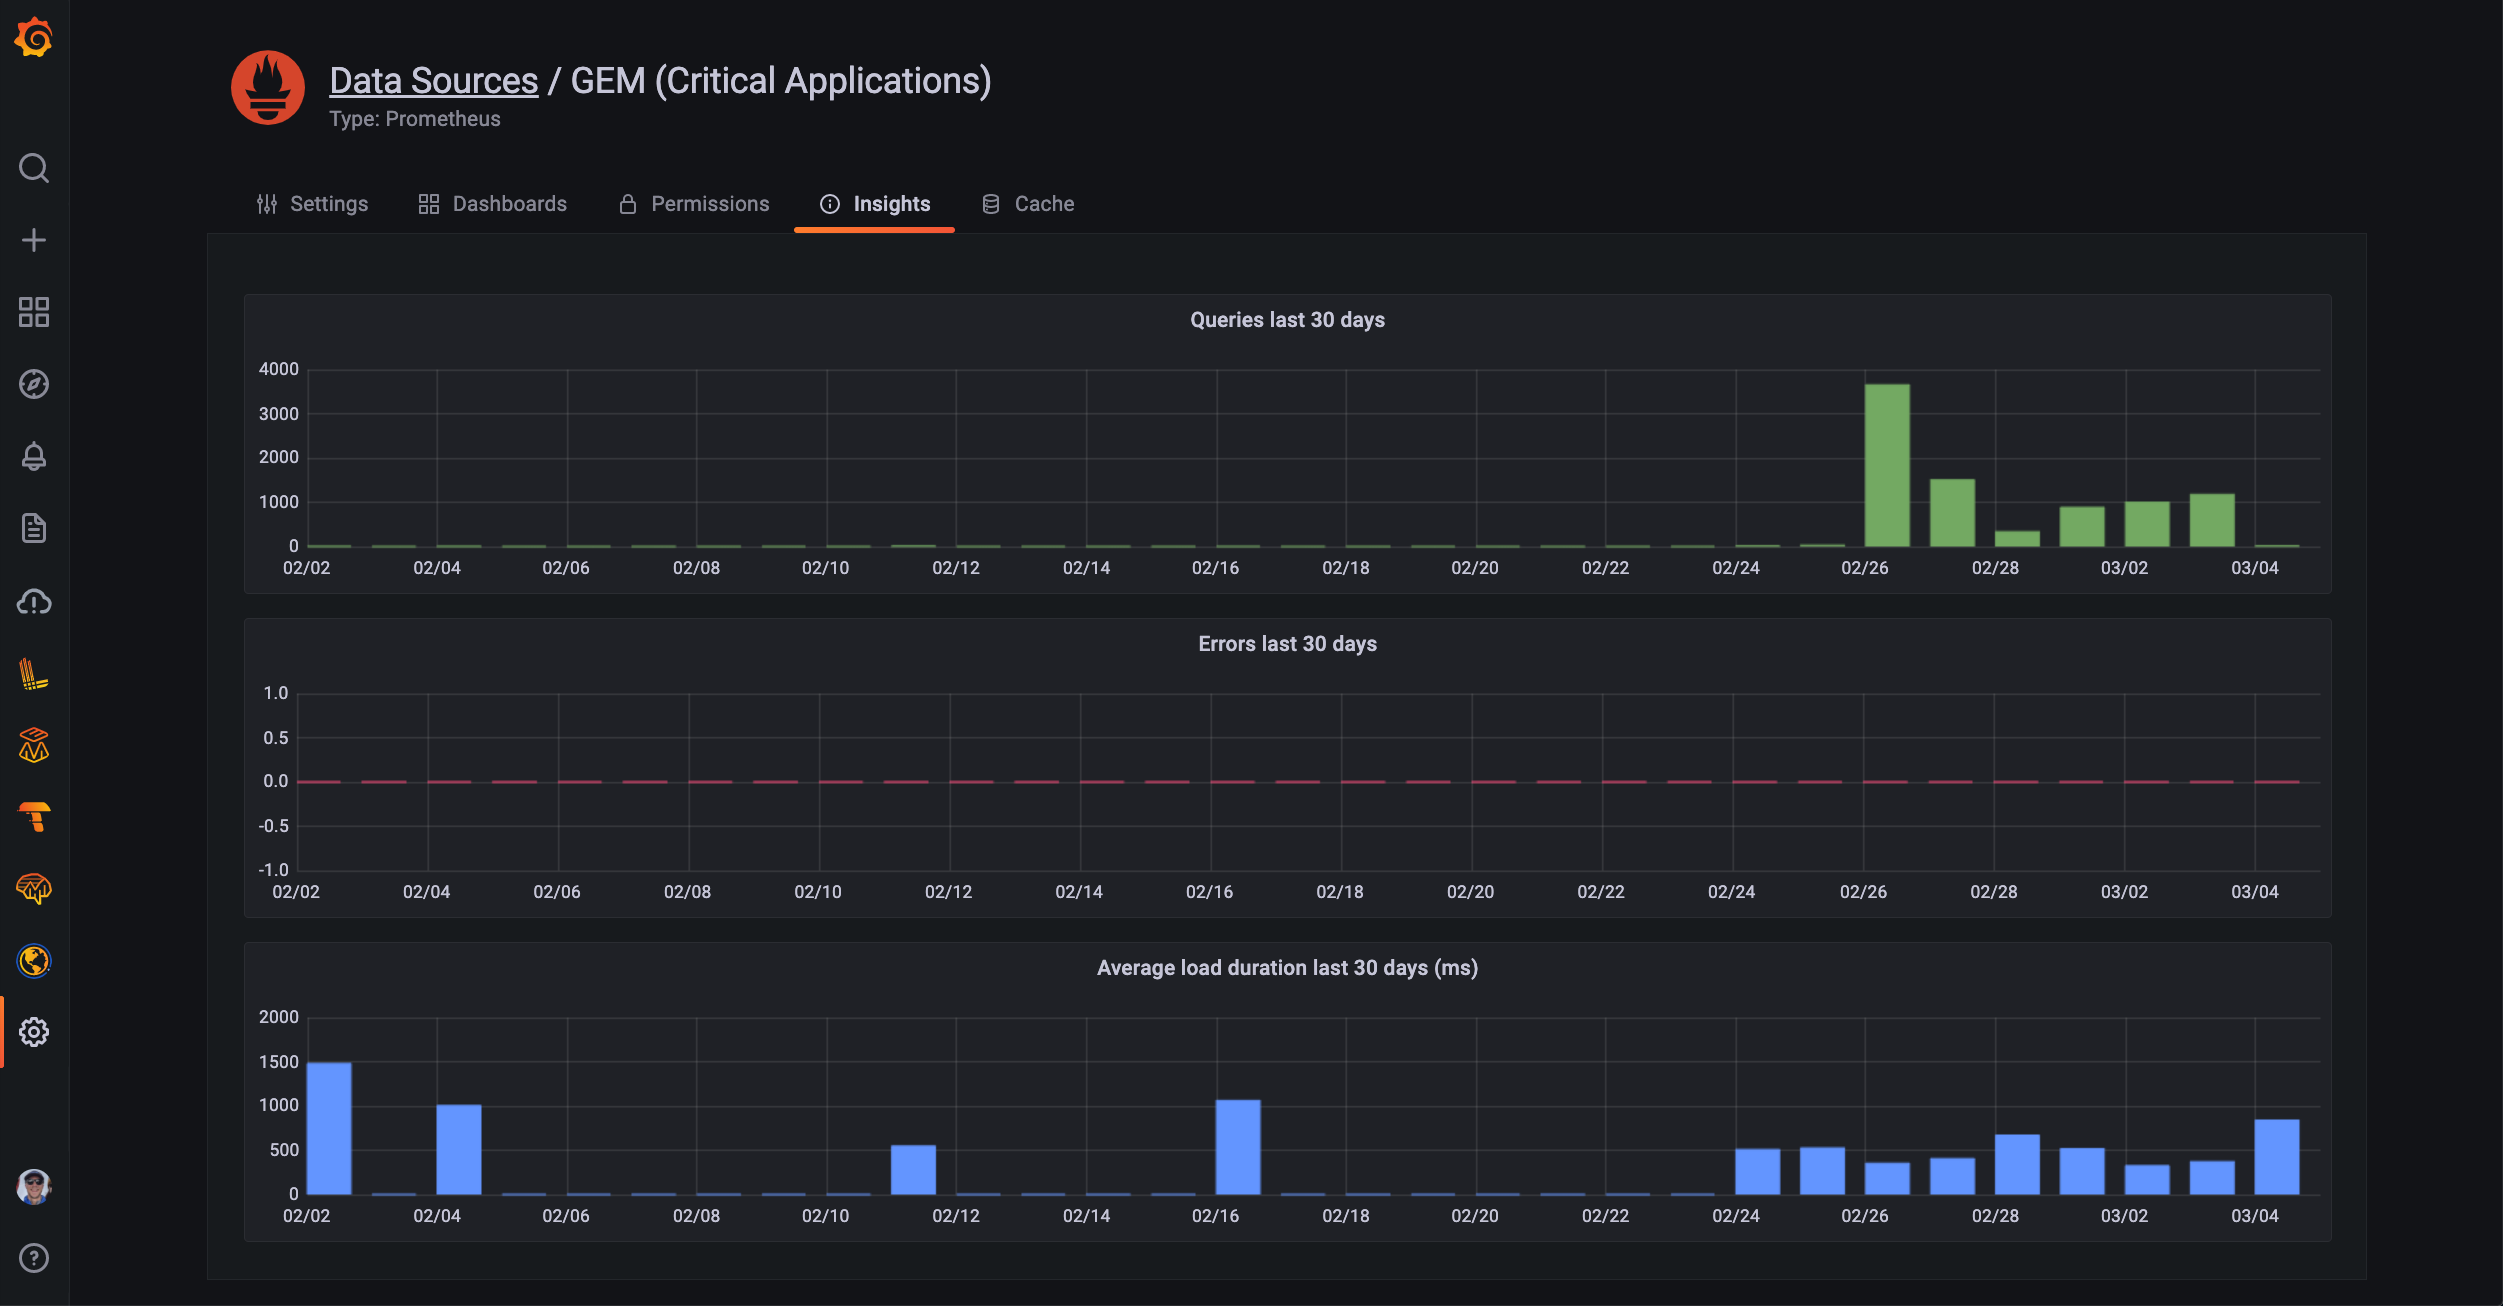 Data Sources / GEM (Critical Applications)
Type: Prometheus
Settings Dashboards Permissions Insights Cache
Queries last 30 days
4000
3000
2000
1000
0
02/02 02/04 02/06 02/08 02/10 02/12 02/14 02/16 02/18 02/20 02/22 02/24 02/26 02/28 03/02 03/04
Errors last 30 days
1.0
0.5
0.0
-0.5
-1.0
02/02 02/04 02/06 02/08 02/10 02/12 02/14 02/16 02/18 02/20 02/22 02/24 02/26 02/28 03/02 03/04
Average load duration last 30 days (ms)
2000
1500
1000
500
0
02/02 02/04 02/06 02/08 02/10 02/12 02/14 02/16 02/18 02/20 02/22 02/24 02/26 02/28 03/02 03/04